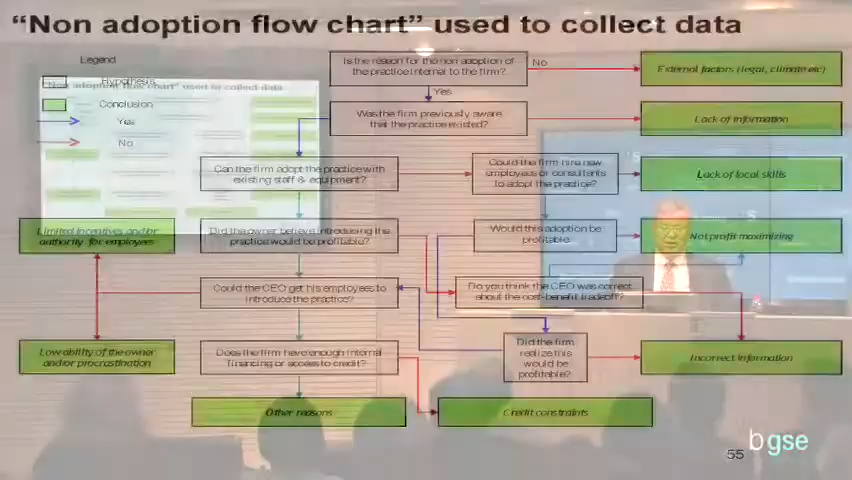 "Non adoption flow chart" used to collect data
Legend
Hypothesis
Conclusion
Yes
No
Is the reason for the non adoption of
the practice internal to the firm?
No
External factors (legal, climate etc)
Yes
Was the firm previously aware
that the practice existed?
Lack of information
Can the firm adopt the practice with
existing staff & equipment?
Could the firm hire new
employees or consultants
to adopt the practice?
Lack of local skills
Limited incentives and/or
authority for employees
Did the owner believe introducing the
practice would be profitable?
Would this adoption be
profitable
Not profit maximizing
Could the CEO get his employees to
introduce the practice?
Do you think the CEO was correct
about the cost-benefit tradeoff?
Low ability of the owner
and/or procrastination
Does the firm have enough internal
financing or access to credit?
Did the firm
realize this
would be
profitable?
Incorrect information
Other reasons
Credit constraints
55
bgse
"Non adoption flow chart" used to collect data